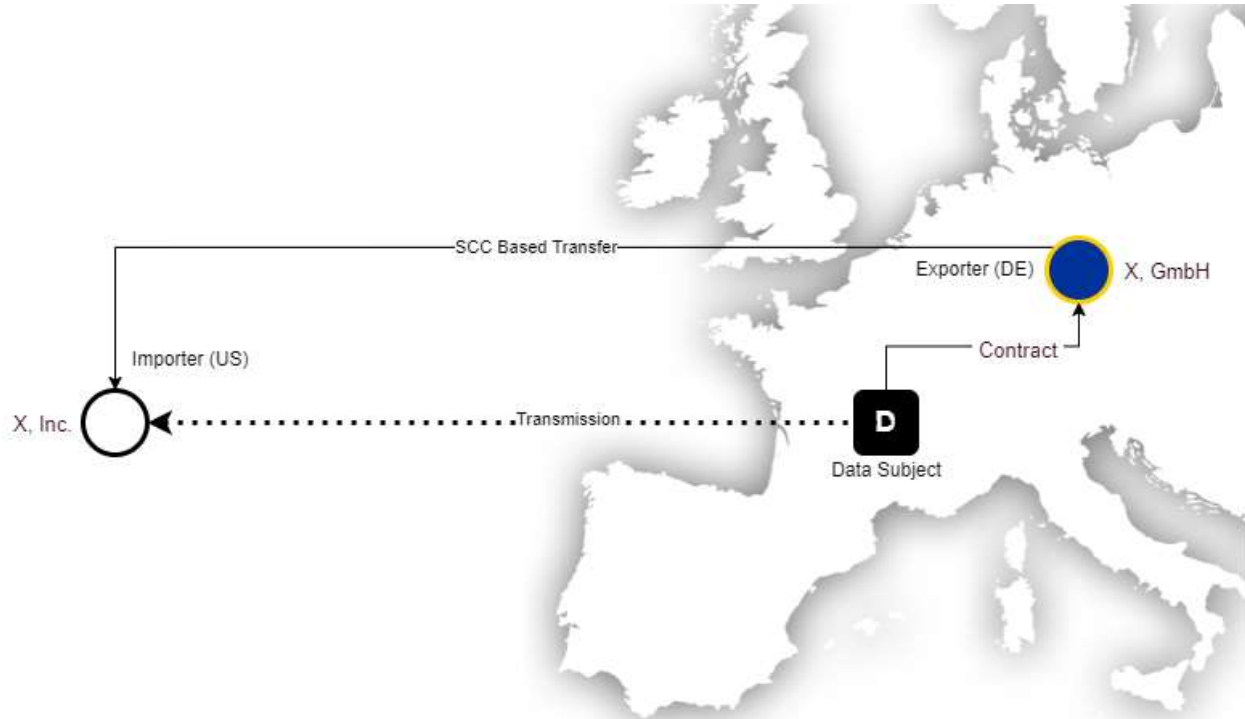 SCC Based Transfer
Exporter (DE)
X, GmbH
Contract
Importer (US)
X, Inc.
Transmission
D
Data Subject